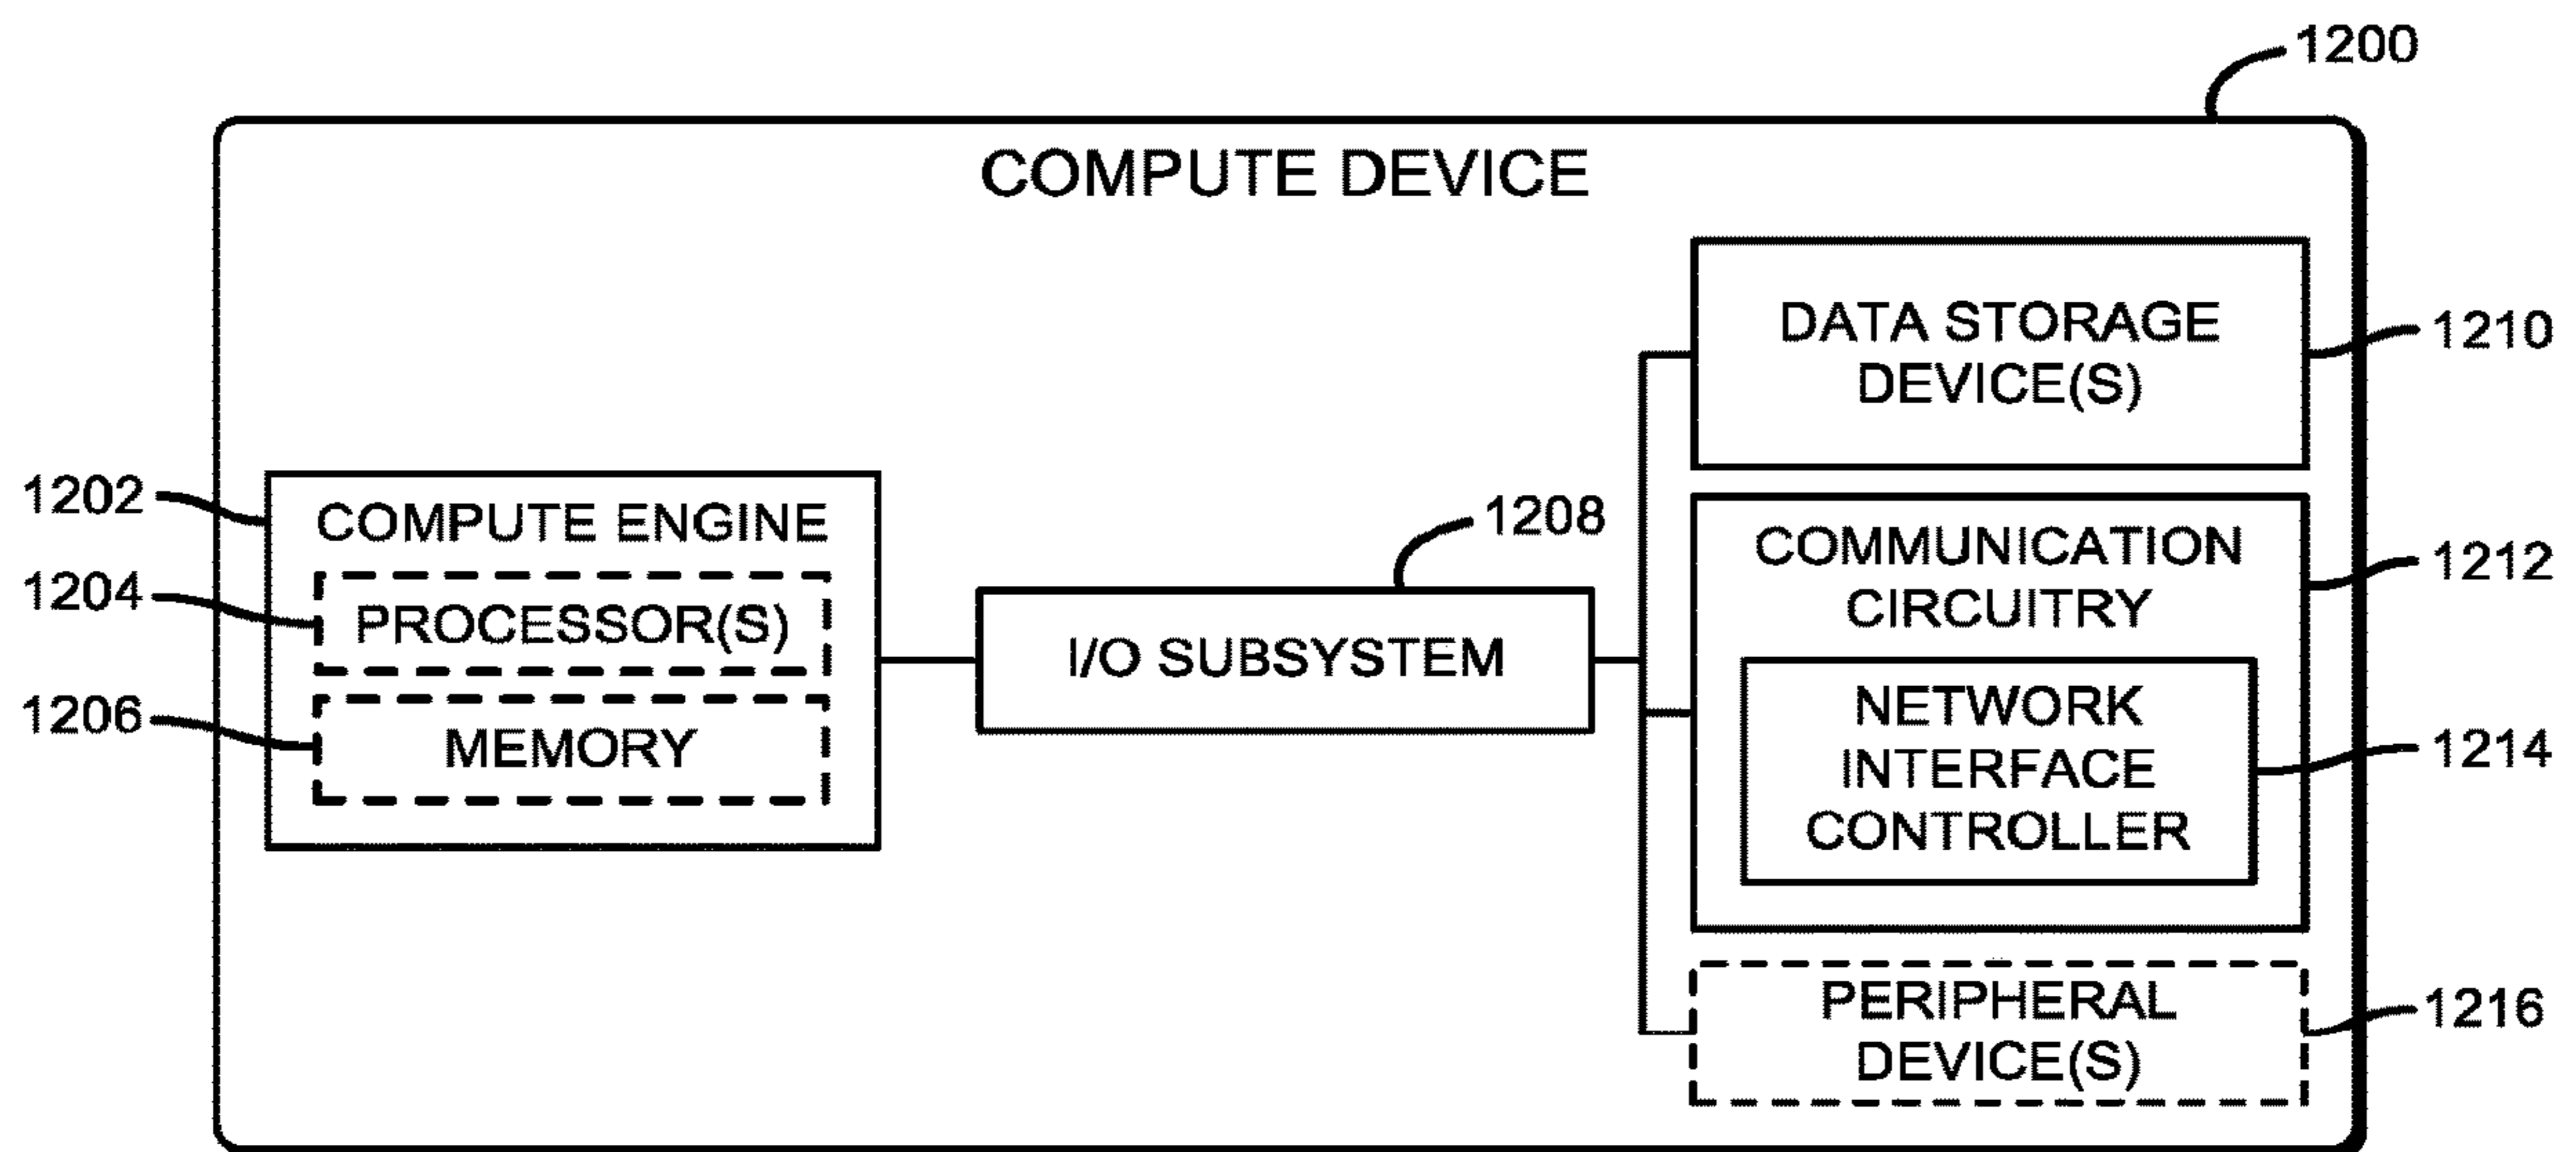 1200
COMPUTE DEVICE
DATA STORAGE
DEVICE(S)
1210
1202
COMPUTE ENGINE
1204
PROCESSOR(S)
1206
MEMORY
1208
I/O SUBSYSTEM
COMMUNICATION
CIRCUITRY
1212
NETWORK
INTERFACE
CONTROLLER
1214
PERIPHERAL
DEVICE(S)
1216